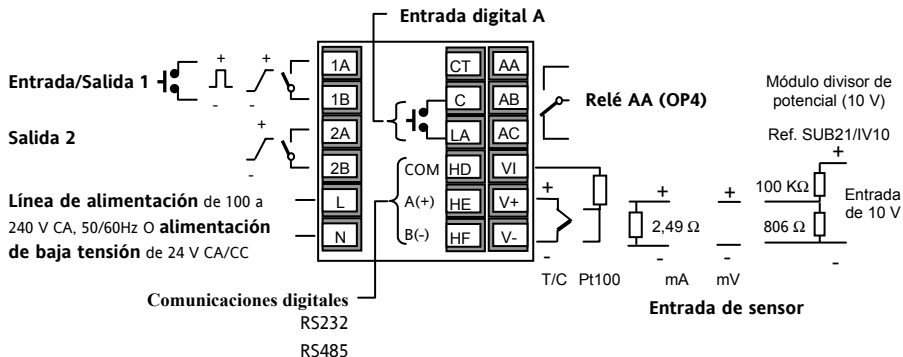 Entrada digital A
Entrada/Salida 1
+
-
+
-
Salida 2
+
-
Línea de alimentación de 100 a
240 V CA, 50/60Hz O alimentación
de baja tensión de 24 V CA/CC
1A
1B
2A
2B
L
N
CT
C
LA
HD
HE
HF
AA
AB
AC
VI
V+
V-
COM
A(+)
B(-)
Comunicaciones digitales
RS232
RS485
Relé AA (OP4)
Módulo divisor de
potencial (10 V)
Ref. SUB21/IV10
+
100 KΩ
806 Ω
-
Entrada
de 10 V
+
-
T/C
Pt100
+
2,49 Ω
-
mA
+
-
mV
Entrada de sensor